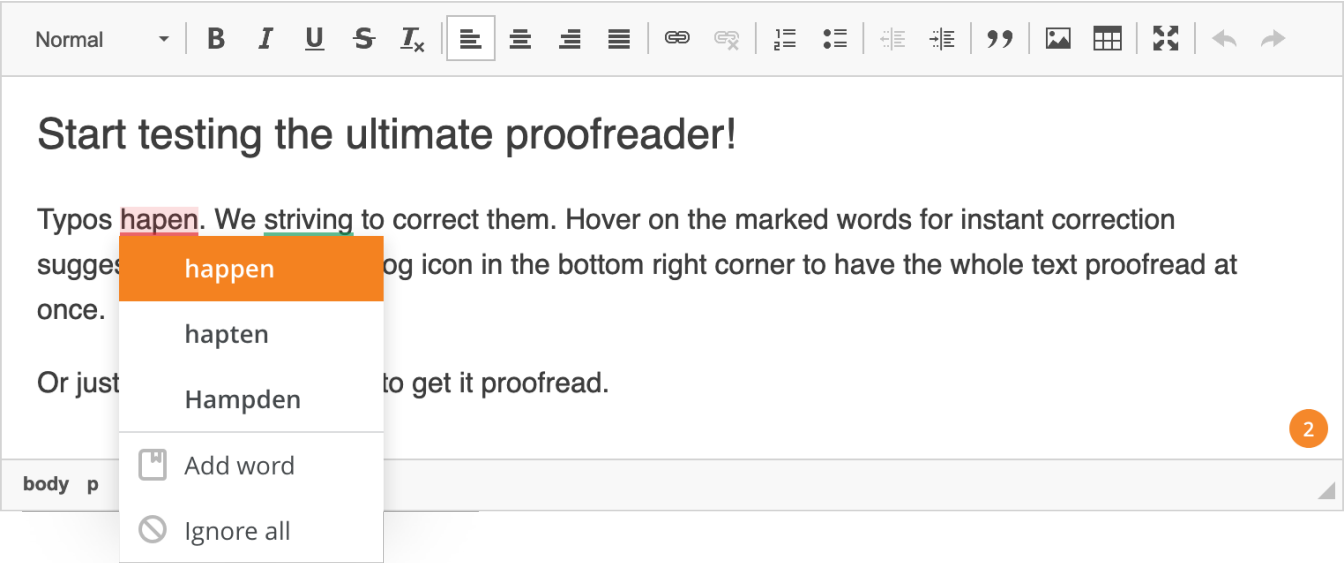 Normal
B I U S Tx
Start testing the ultimate proofreader!
Typos hapen. We striving to correct them. Hover on the marked words for instant correction
og icon in the bottom right corner to have the whole text proofread at
once.
Or just to get it proofread.
happen
hapten
Hampden
Add word
Ignore all
2
body p